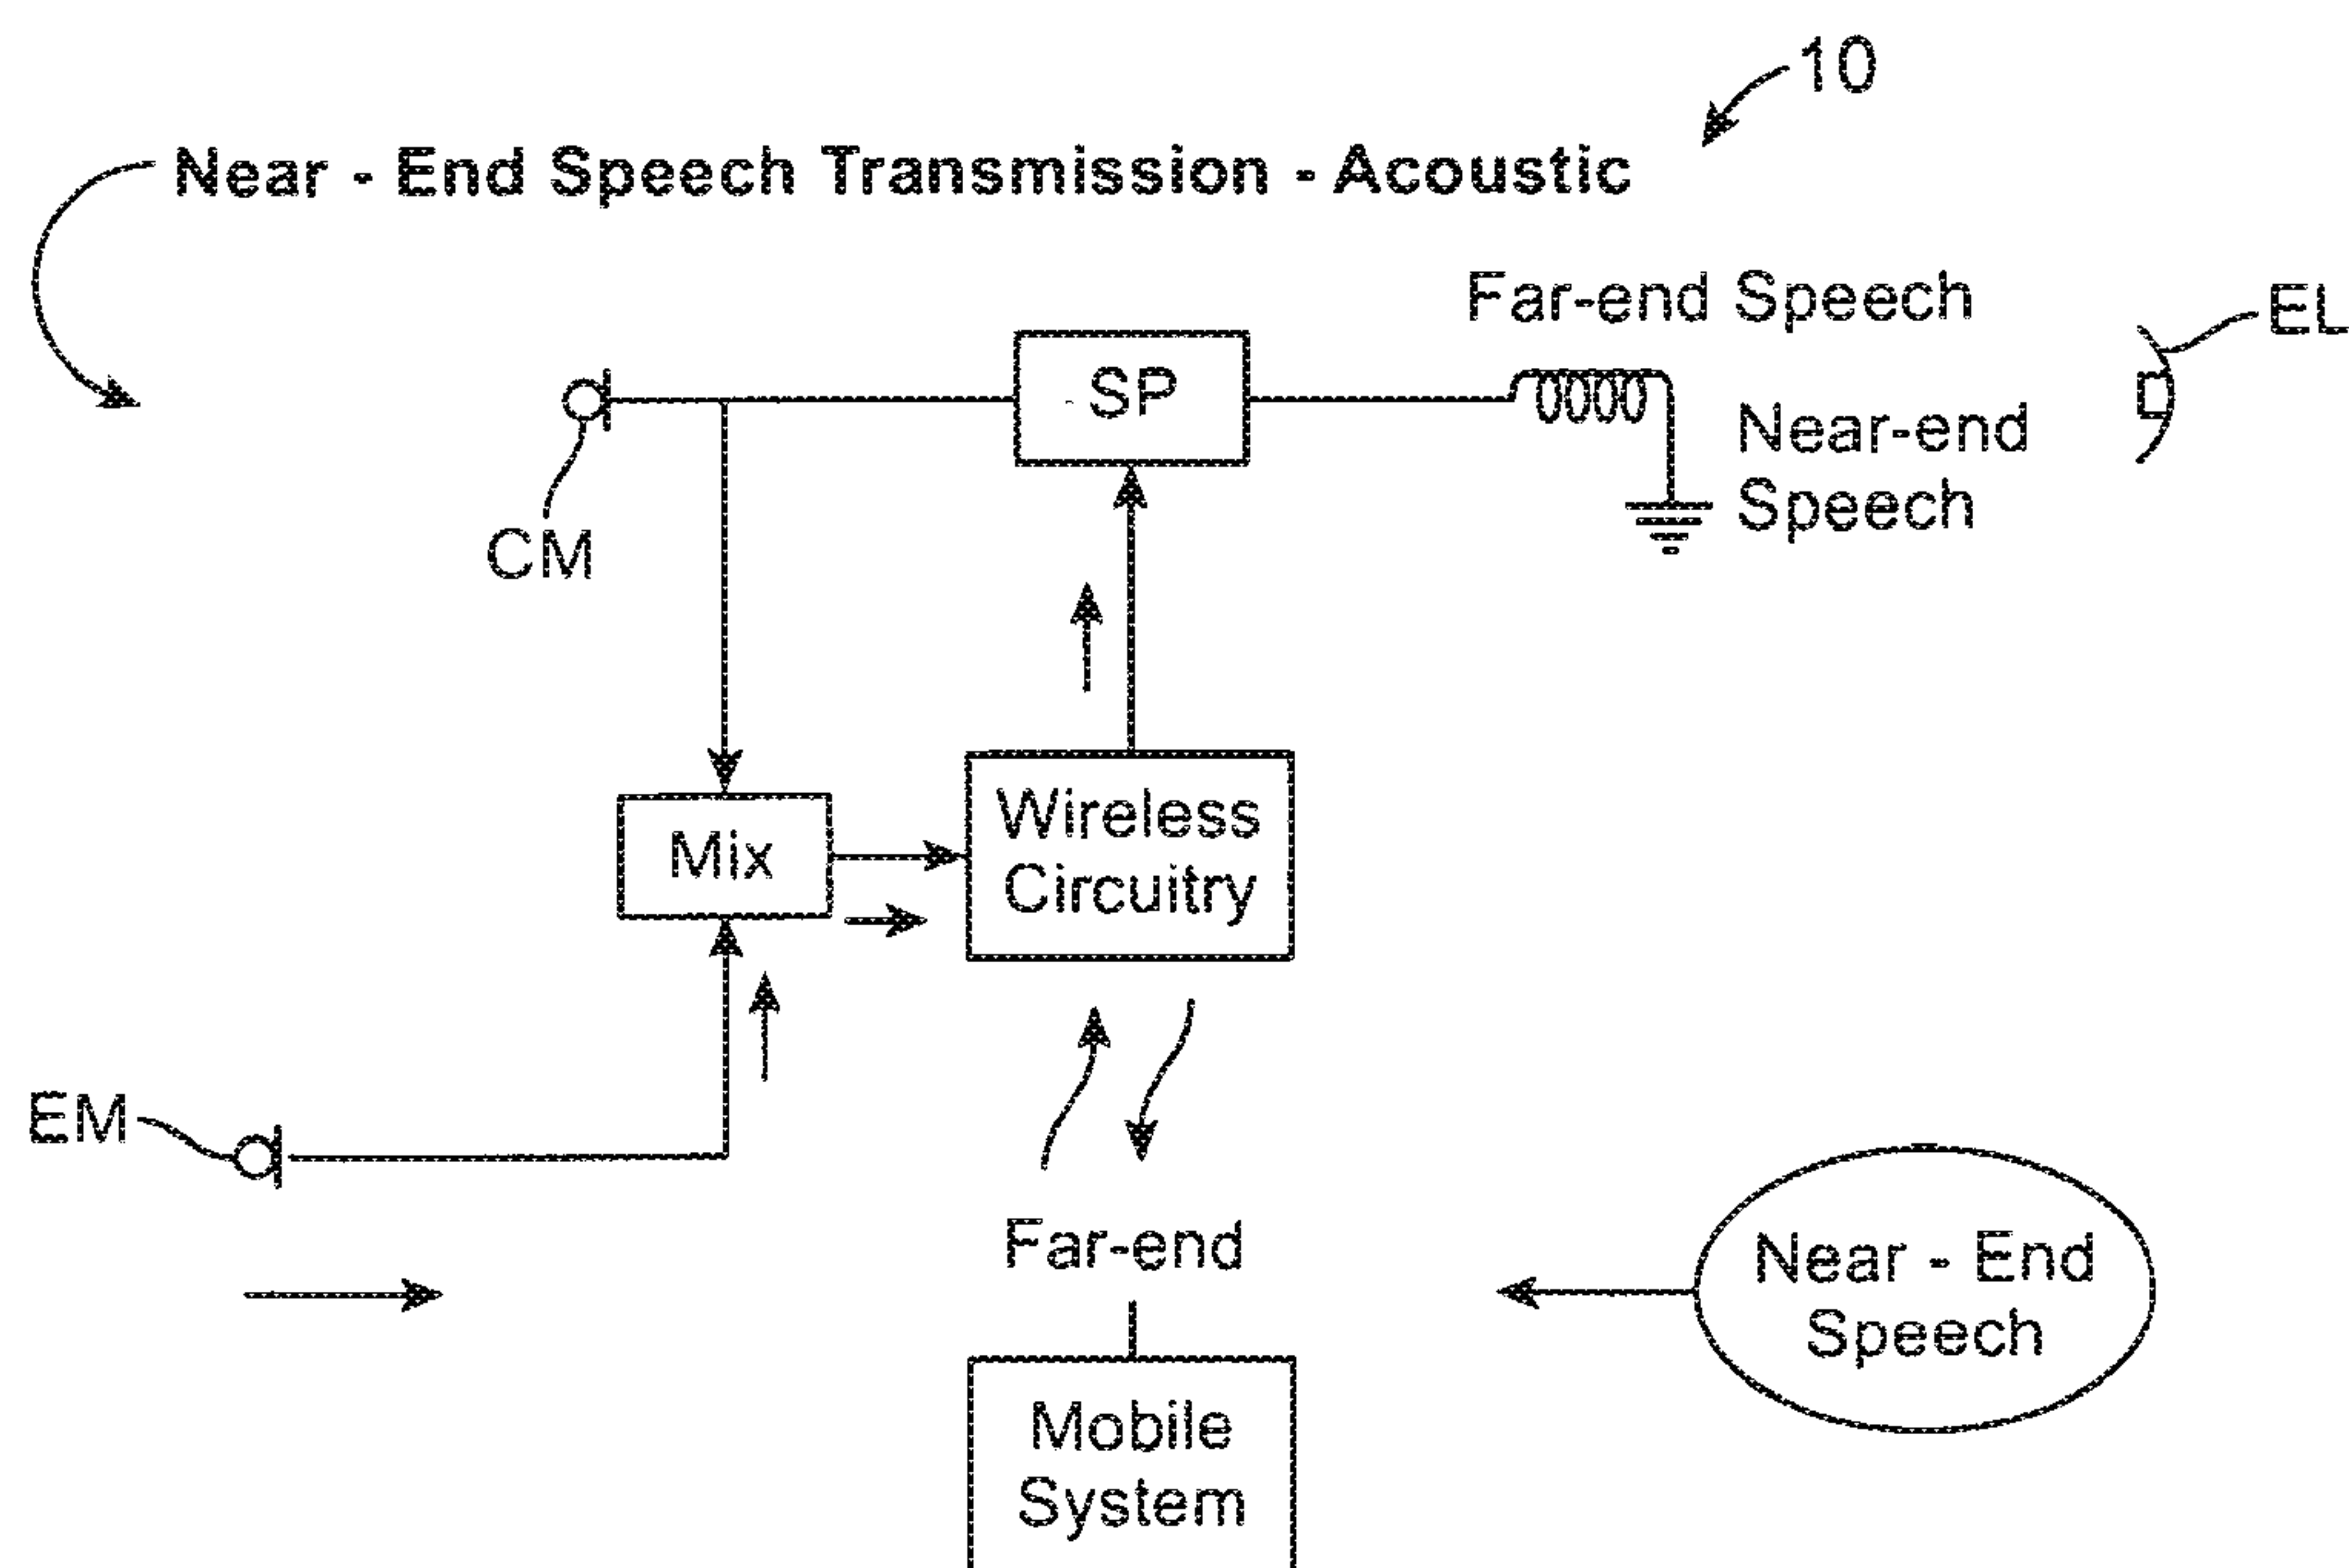 10
Near - End Speech Transmission - Acoustic
Far-end Speech
EL
SP
Near-end
Speech
CM
Wireless
Circuitry
Mix
EM
Far-end
Near - End
Speech
Mobile
System